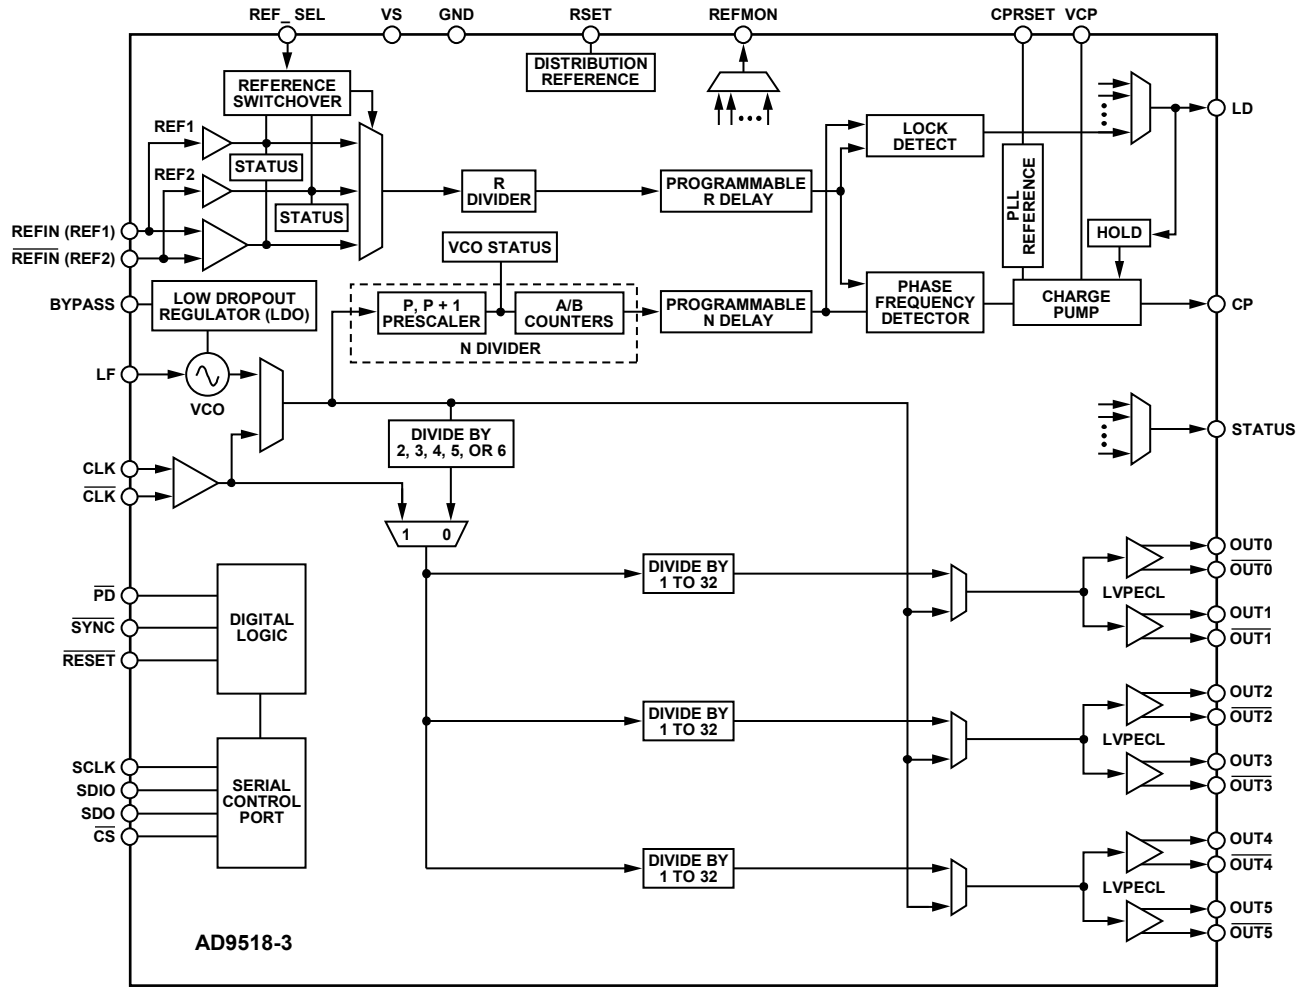 REF_ SEL
VS
GND
RSET
REFMON
CPRSET
VCP
DISTRIBUTION
REFERENCE
REFERENCE
SWITCHOVER
REF1
STATUS
REF2
STATUS
R
DIVIDER
PROGRAMMABLE
R DELAY
LOCK
DETECT
LD
PLL
REFERENCE
HOLD
REFIN (REF1)
REFIN (REF2)
VCO STATUS
BYPASS
LOW DROPOUT
REGULATOR (LDO)
P, P + 1
PRESCALER
A/B
COUNTERS
N DIVIDER
PROGRAMMABLE
N DELAY
PHASE
FREQUENCY
DETECTOR
CHARGE
PUMP
CP
LF
VCO
STATUS
DIVIDE BY
2, 3, 4, 5, OR 6
CLK
CLK
1
0
PD
SYNC
RESET
DIGITAL
LOGIC
DIVIDE BY
1 TO 32
LVPECL
OUT0
OUT0
OUT1
OUT1
DIVIDE BY
1 TO 32
LVPECL
OUT2
OUT2
OUT3
OUT3
SCLK
SDIO
SDO
CS
SERIAL
CONTROL
PORT
DIVIDE BY
1 TO 32
LVPECL
OUT4
OUT4
OUT5
OUT5
AD9518-3